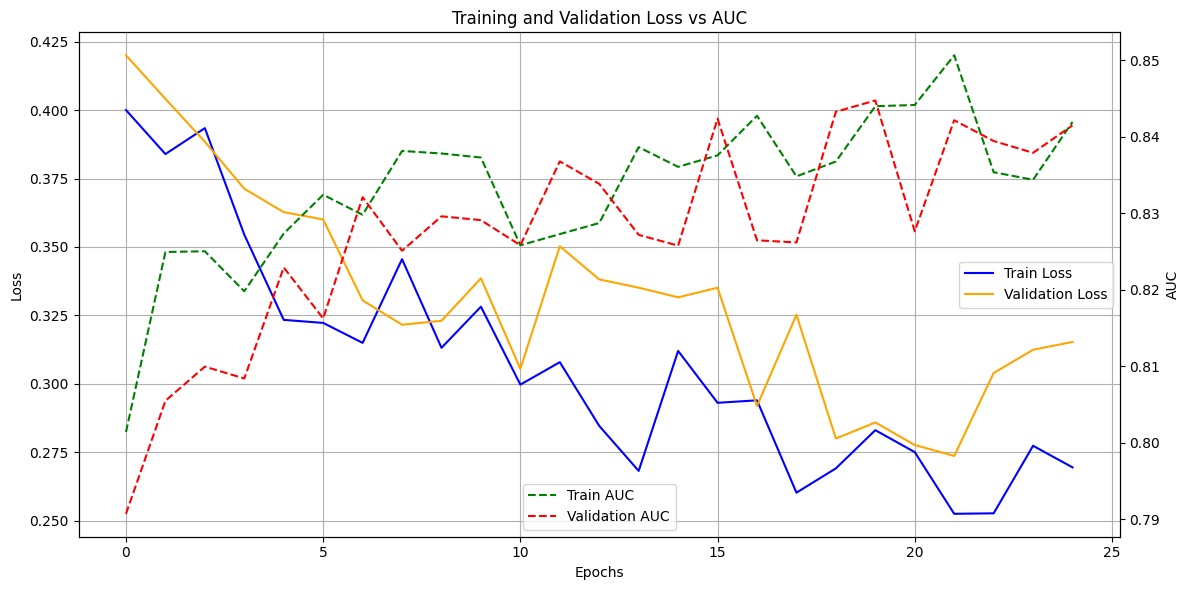 Training and Validation Loss vs AUC
0.425
0.400
0.375
0.350
0.325
0.300
0.275
0.250
Loss
0.85
0.84
0.83
0.82
0.81
0.80
0.79
AUC
Train Loss
Validation Loss
Train AUC
Validation AUC
0 5 10 15 20 25
Epochs